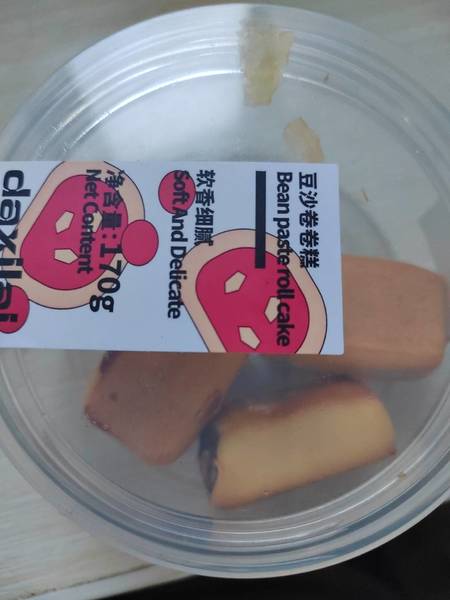 豆沙卷卷糕
Bean paste roll cake
软香细腻
Soft And Delicate
净含量:170g
Net Content
daxilai